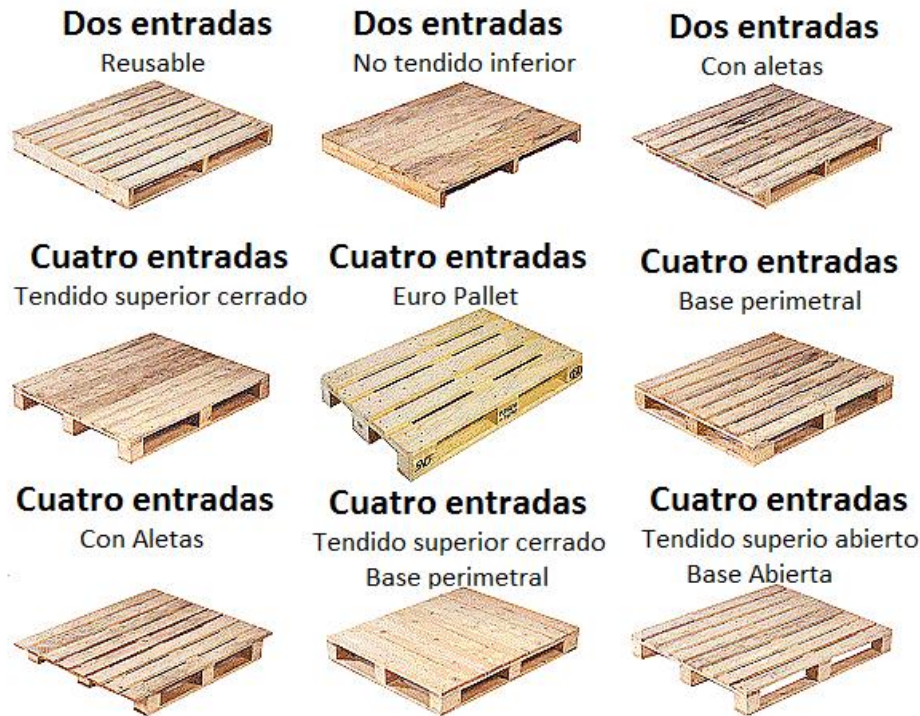 Dos entradas
Reusable
Dos entradas
No tendido inferior
Dos entradas
Con aletas
Cuatro entradas
Tendido superior cerrado
Cuatro entradas
Euro Pallet
Cuatro entradas
Base perimetral
Cuatro entradas
Con Aletas
Cuatro entradas
Tendido superior cerrado
Base perimetral
Cuatro entradas
Tendido superio abierto
Base Abierta